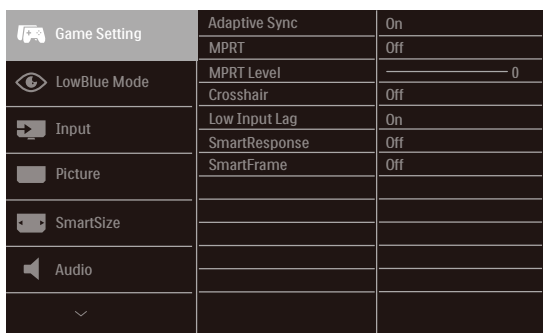 Game Setting
LowBlue Mode
Input
Picture
SmartSize
Audio
Adaptive Sync On
MPRT Off
MPRT Level 0
Crosshair Off
Low Input Lag On
SmartResponse Off
SmartFrame Off